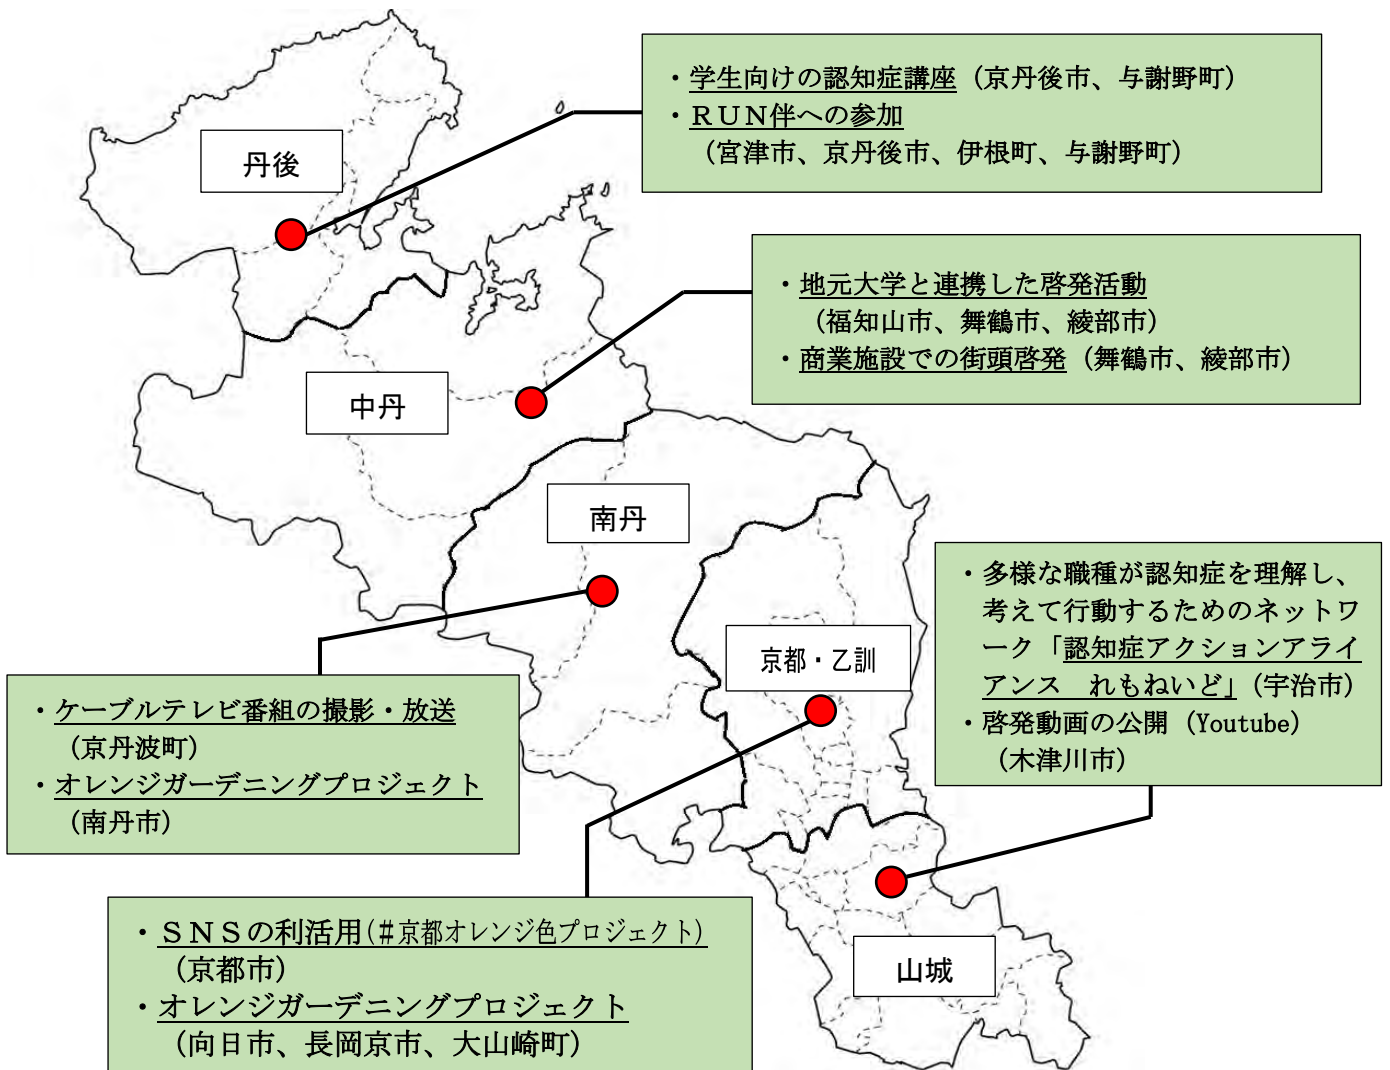 ・学生向けの認知症講座（京丹後市、与謝野町）
・ＲＵＮ伴への参加
（宮津市、京丹後市、伊根町、与謝野町）
丹後
・地元大学と連携した啓発活動
（福知山市、舞鶴市、綾部市）
・商業施設での街頭啓発（舞鶴市、綾部市）
中丹
南丹
・ケーブルテレビ番組の撮影・放送
（京丹波町）
・オレンジガーデニングプロジェクト
（南丹市）
京都・乙訓
・ＳＮＳの利活用(＃京都オレンジ色プロジェクト)
（京都市）
・オレンジガーデニングプロジェクト
（向日市、長岡京市、大山崎町）
・多様な職種が認知症を理解し、
考えて行動するためのネットワ
ーク「認知症アクションアライ
アンス　れもねいど」（宇治市）
・啓発動画の公開（Youtube）
（木津川市）
山城